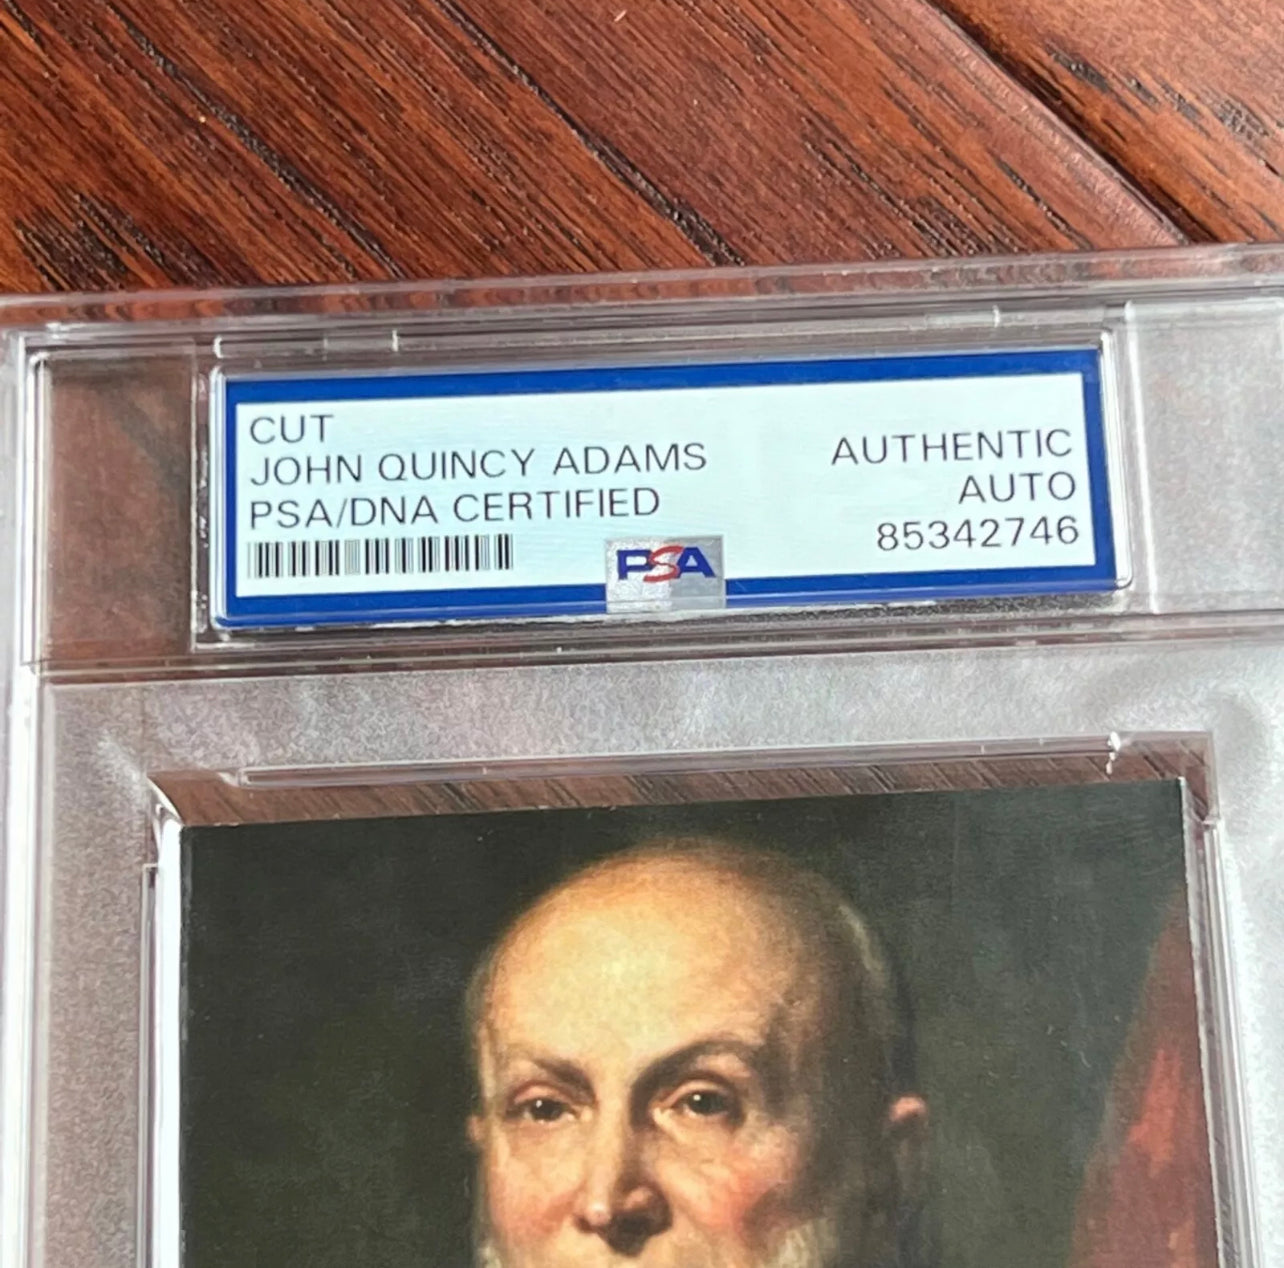 CUT
JOHN QUINCY ADAMS
PSA/DNA CERTIFIED
AUTHENTIC
AUTO
85342746
PSA